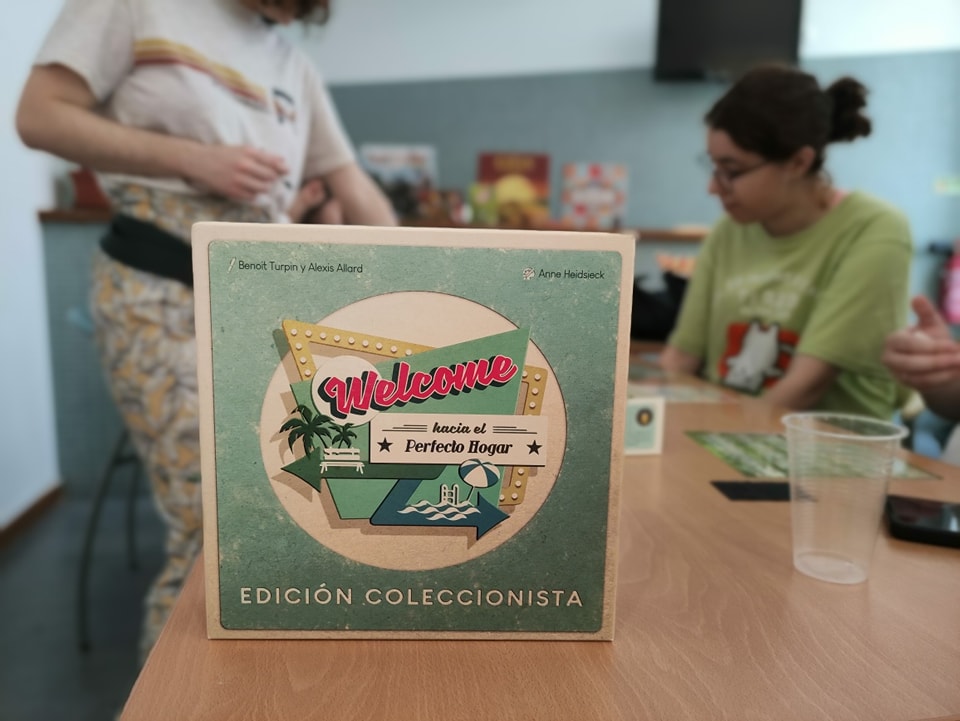 Benoit Turpin y Alexis Allard
Anne Heidsieck
Welcome
hacia el
Perfecto Hogar
EDICIÓN COLECCIONISTA